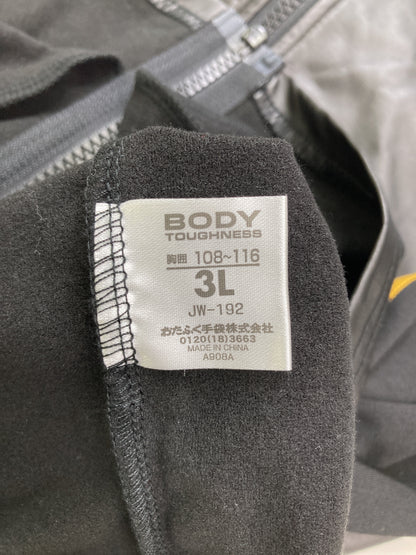 BODY
TOUGHNESS
胸囲 108~116
3L
JW-192
おたふく手袋株式会社
0120(18)3663
MADE IN CHINA
A908A